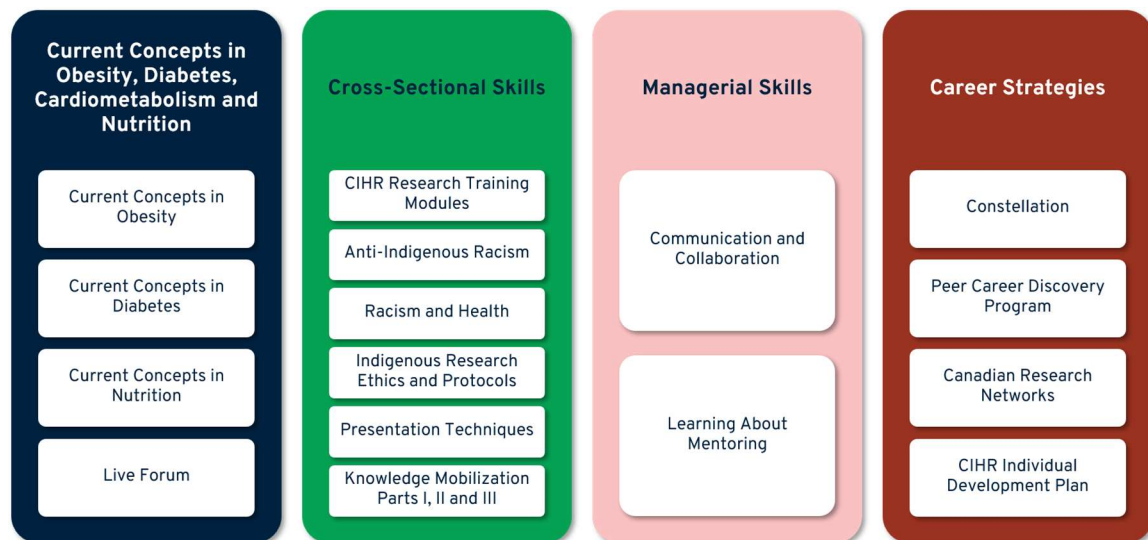 Current Concepts in
Obesity, Diabetes,
Cardiometabolism and
Nutrition
Current Concepts in
Obesity
Current Concepts in
Diabetes
Current Concepts in
Nutrition
Live Forum
Cross-Sectional Skills
CIHR Research Training
Modules
Anti-Indigenous Racism
Racism and Health
Indigenous Research
Ethics and Protocols
Presentation Techniques
Knowledge Mobilization
Parts I, II and III
Managerial Skills
Communication and
Collaboration
Learning About
Mentoring
Career Strategies
Constellation
Peer Career Discovery
Program
Canadian Research
Networks
CIHR Individual
Development Plan